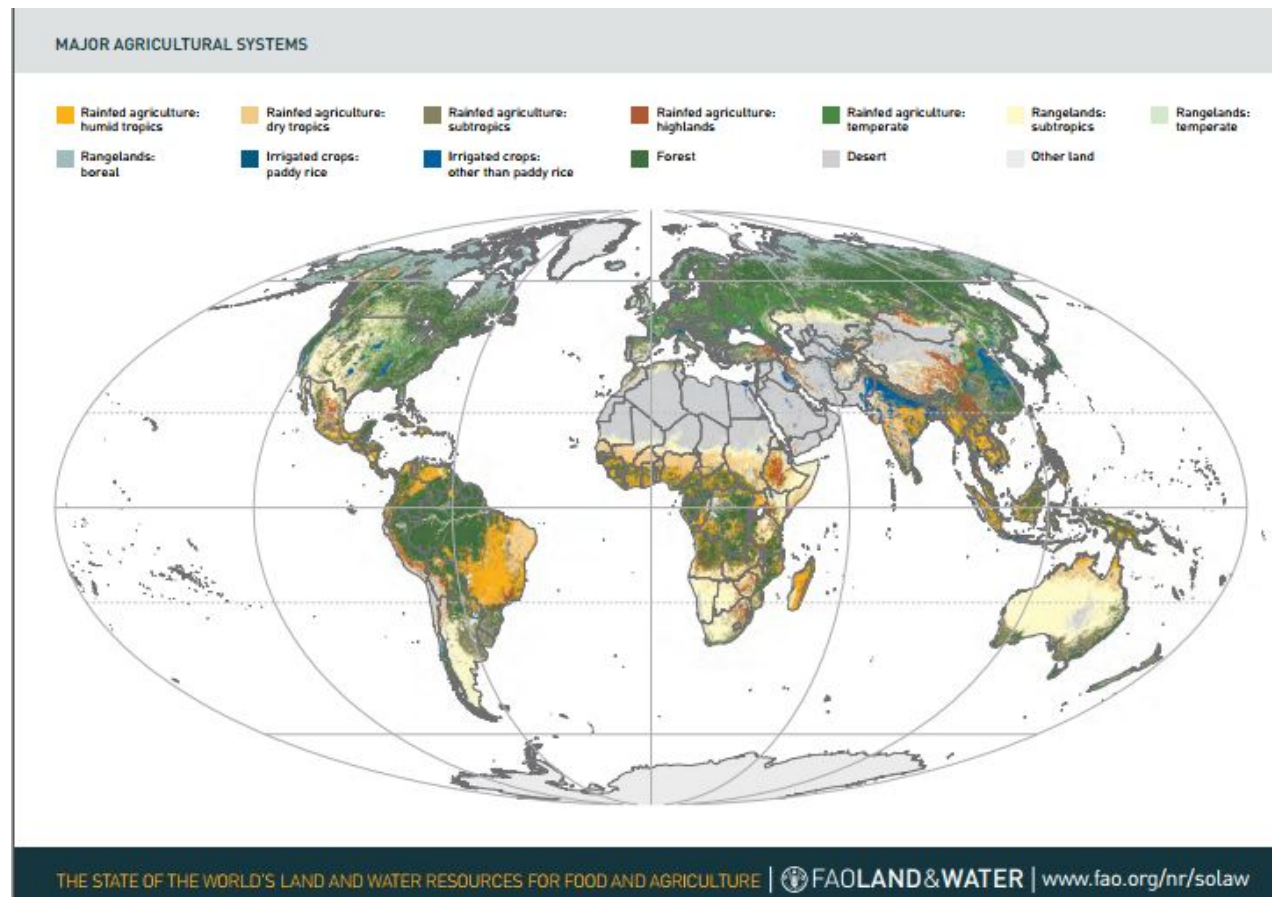 MAJOR AGRICULTURAL SYSTEMS
Rainfed agriculture:
humid tropics
Rainfed agriculture:
dry tropics
Rainfed agriculture:
subtropics
Rainfed agriculture:
highlands
Rainfed agriculture:
temperate
Rangelands:
subtropics
Rangelands:
temperate
Rangelands:
boreal
Irrigated crops:
paddy rice
Irrigated crops:
other than paddy rice
Forest
Desert
Other land
THE STATE OF THE WORLD'S LAND AND WATER RESOURCES FOR FOOD AND AGRICULTURE | FAOLAND&WATER | www.fao.org/nr/solaw